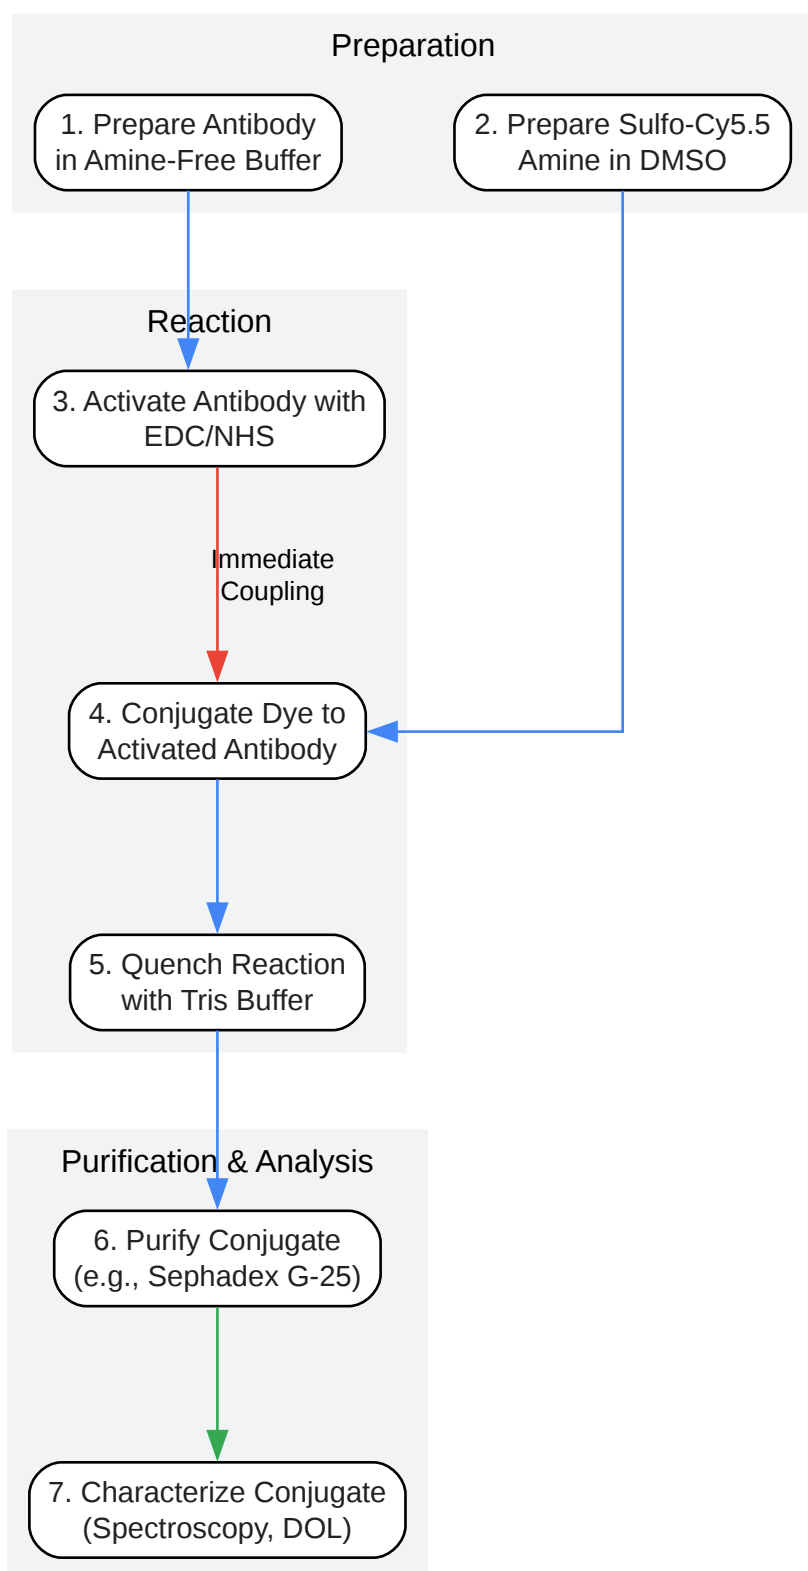 Preparation
1. Prepare Antibody
in Amine-Free Buffer
2. Prepare Sulfo-Cy5.5
Amine in DMSO
Reaction
3. Activate Antibody with
EDC/NHS
Immediate
Coupling
4. Conjugate Dye to
Activated Antibody
5. Quench Reaction
with Tris Buffer
Purification & Analysis
6. Purify Conjugate
(e.g., Sephadex G-25)
7. Characterize Conjugate
(Spectroscopy, DOL)